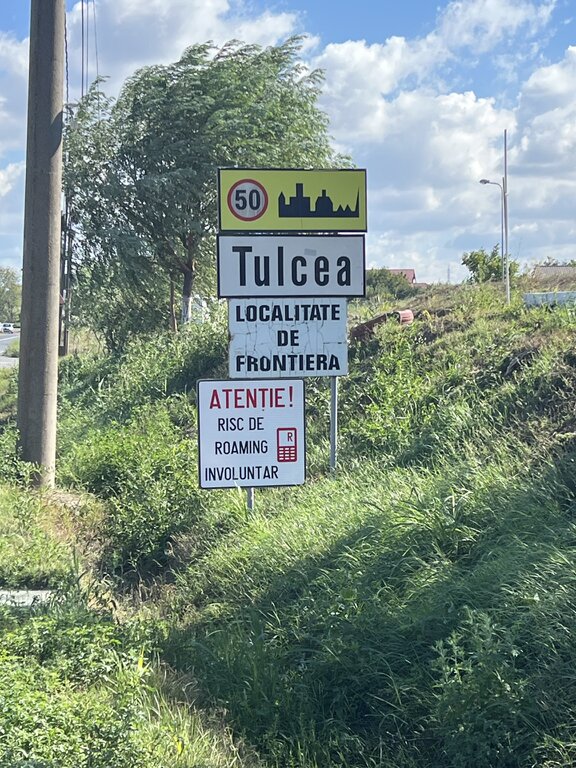 50
Tulcea
LOCALITATE
DE
FRONTIERA
ATENTIE!
RISC DE
ROAMING
R
INVOLUNTAR